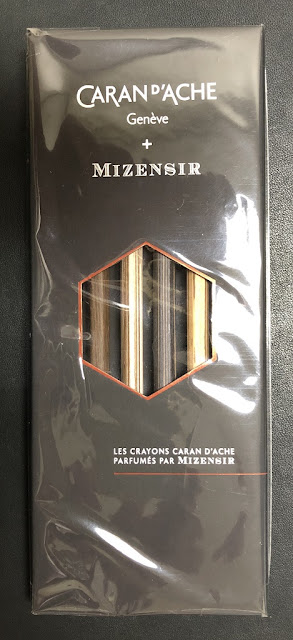 CARAN D'ACHE
Genève
+
MIZENSIR
LES CRAYONS CARAN D'ACHE
PARFUMÉS PAR MIZENSIR